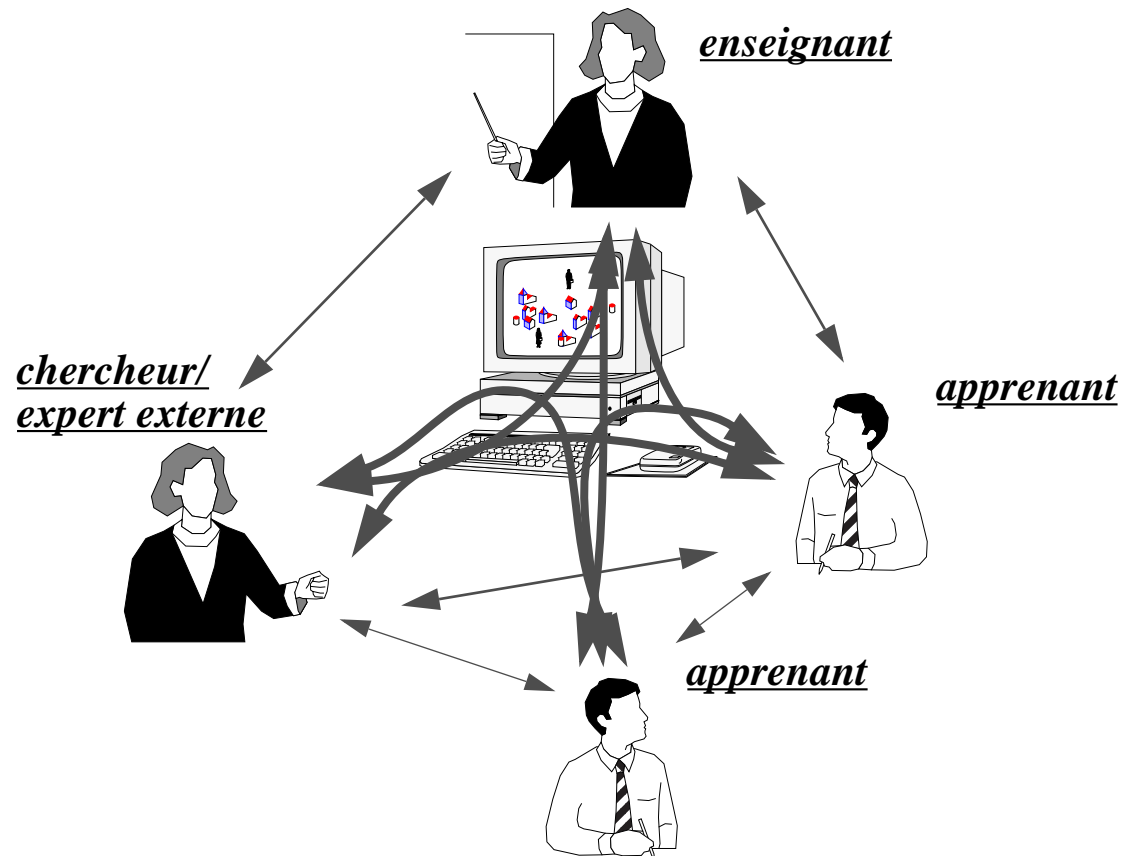 enseignant
chercheur/
expert externe
apprenant
apprenant